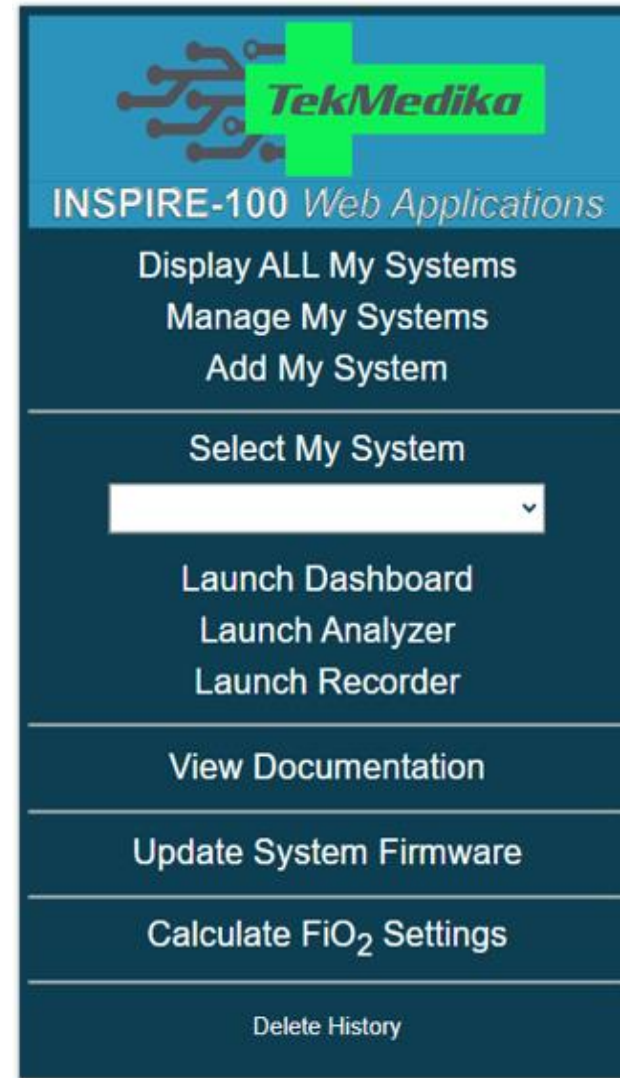 TekMedika
INSPIRE-100 Web Applications
Display ALL My Systems
Manage My Systems
Add My System
Select My System
Launch Dashboard
Launch Analyzer
Launch Recorder
View Documentation
Update System Firmware
Calculate FiO₂ Settings
Delete History